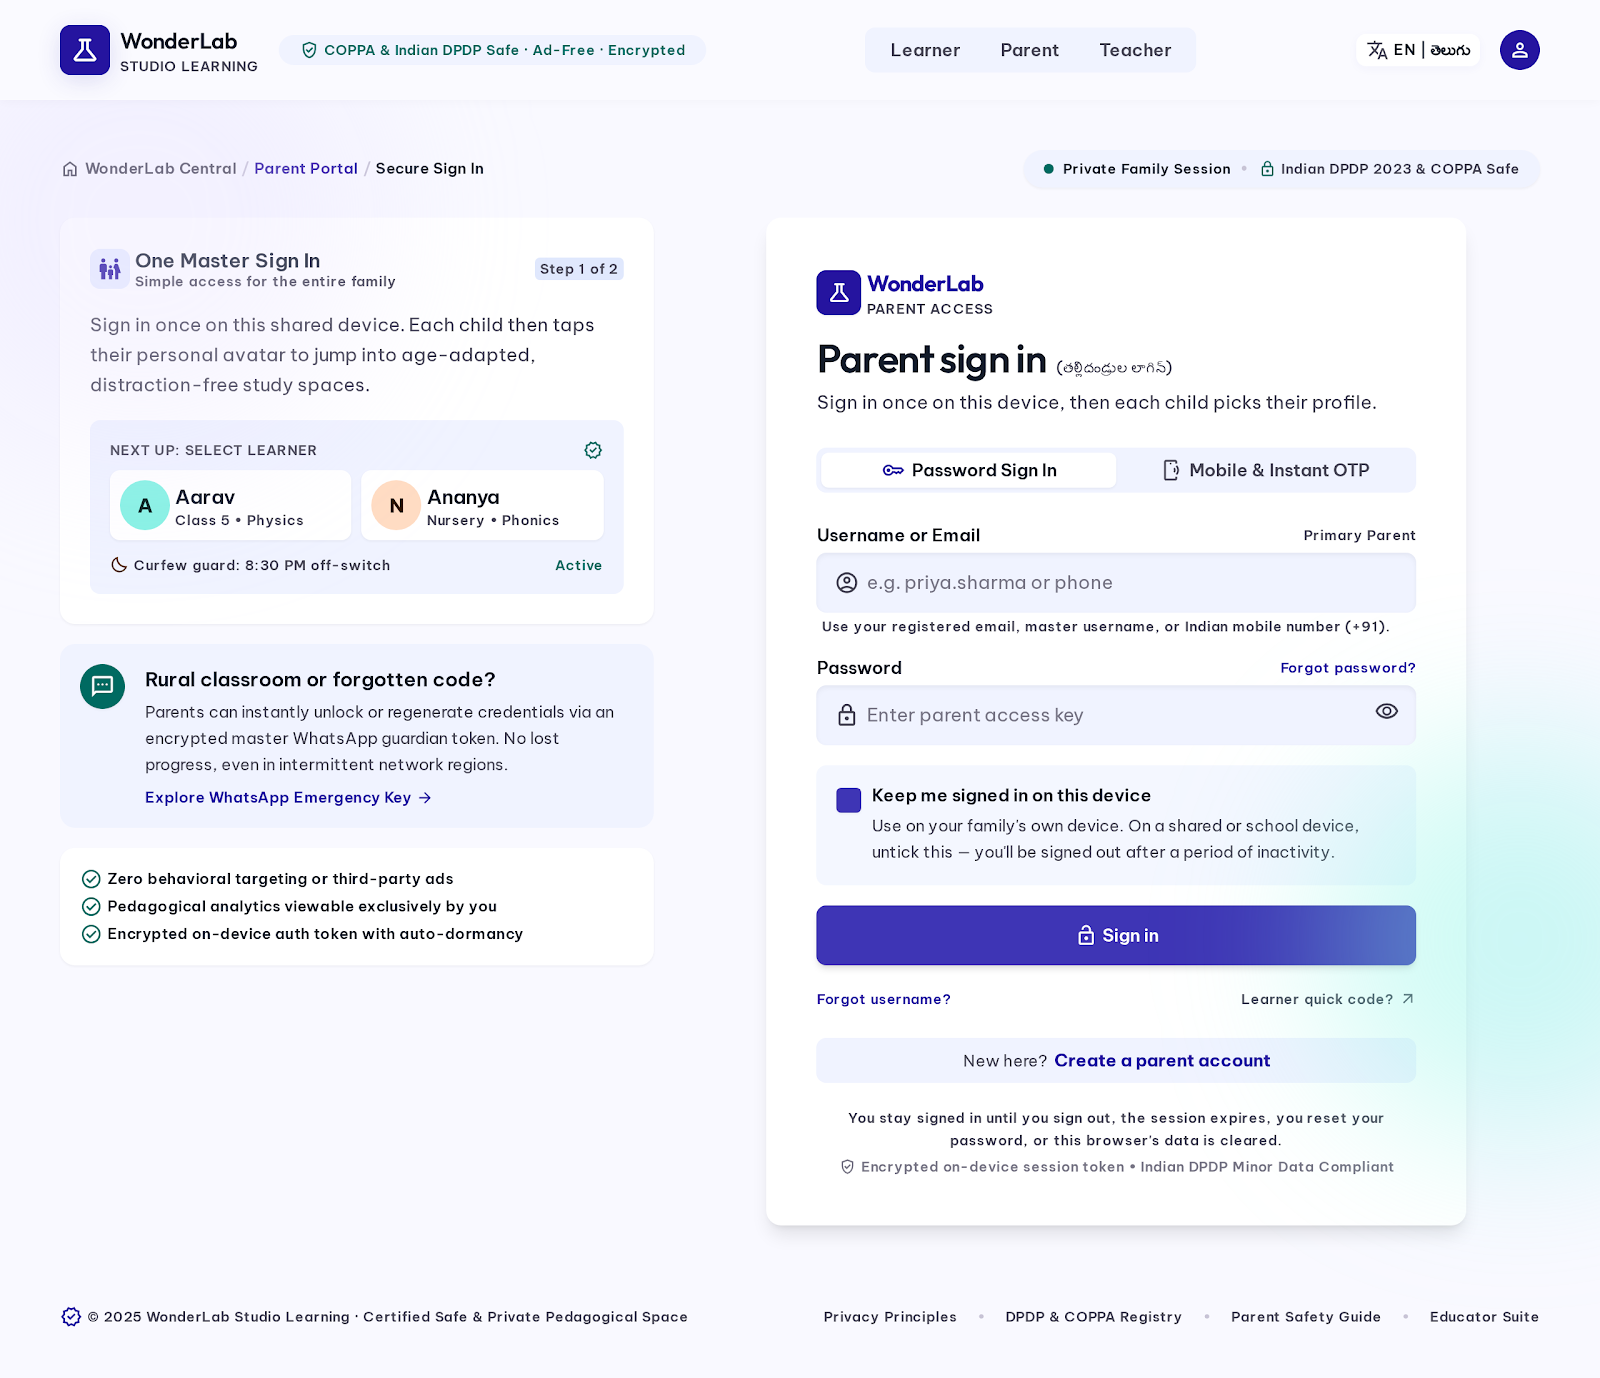 WonderLab
STUDIO LEARNING
COPPA & Indian DPDP Safe · Ad-Free · Encrypted
Learner
Parent
Teacher
EN | తెలుగు
WonderLab Central / Parent Portal / Secure Sign In
Private Family Session • Indian DPDP 2023 & COPPA Safe
One Master Sign In
Simple access for the entire family
Step 1 of 2
Sign in once on this shared device. Each child then taps
their personal avatar to jump into age-adapted,
distraction-free study spaces.
NEXT UP: SELECT LEARNER
A
Aarav
Class 5 • Physics
N
Ananya
Nursery • Phonics
Curfew guard: 8:30 PM off-switch
Active
Rural classroom or forgotten code?
Parents can instantly unlock or regenerate credentials via an
encrypted master WhatsApp guardian token. No lost
progress, even in intermittent network regions.
Explore WhatsApp Emergency Key →
Zero behavioral targeting or third-party ads
Pedagogical analytics viewable exclusively by you
Encrypted on-device auth token with auto-dormancy
WonderLab
PARENT ACCESS
Parent sign in (తల్లిదండ్రుల లాగిన్)
Sign in once on this device, then each child picks their profile.
Password Sign In
Mobile & Instant OTP
Username or Email
Primary Parent
e.g. priya.sharma or phone
Use your registered email, master username, or Indian mobile number (+91).
Password
Forgot password?
Enter parent access key
Keep me signed in on this device
Use on your family's own device. On a shared or school device,
untick this — you'll be signed out after a period of inactivity.
Sign in
Forgot username?
Learner quick code?
New here? Create a parent account
You stay signed in until you sign out, the session expires, you reset your
password, or this browser's data is cleared.
Encrypted on-device session token • Indian DPDP Minor Data Compliant
© 2025 WonderLab Studio Learning · Certified Safe & Private Pedagogical Space
Privacy Principles • DPDP & COPPA Registry • Parent Safety Guide • Educator Suite